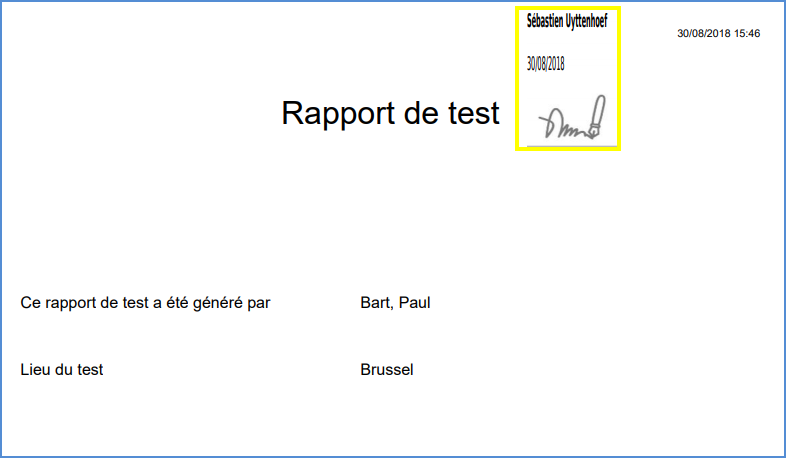 Sébastien Uyttenhoef
30/08/2018 15:46
30/08/2018
Rapport de test
Ce rapport de test a été généré par Bart, Paul
Lieu du test Brussel